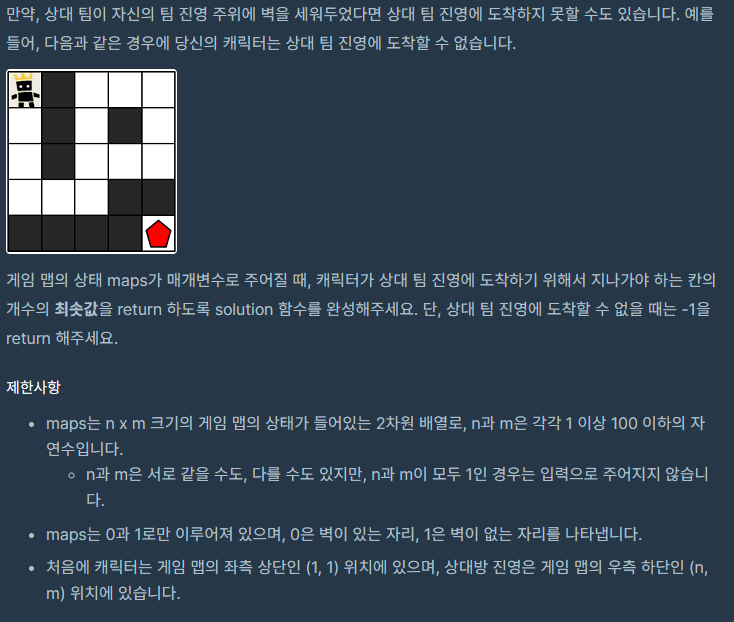 만약, 상대 팀이 자신의 팀 진영 주위에 벽을 세워두었다면 상대 팀 진영에 도착하지 못할 수도 있습니다. 예를
들어, 다음과 같은 경우에 당신의 캐릭터는 상대 팀 진영에 도착할 수 없습니다.
게임 맵의 상태 maps가 매개변수로 주어질 때, 캐릭터가 상대 팀 진영에 도착하기 위해서 지나가야 하는 칸의
개수의 최솟값을 return 하도록 solution 함수를 완성해주세요. 단, 상대 팀 진영에 도착할 수 없을 때는 -1을
return 해주세요.
제한사항
• maps는 n x m 크기의 게임 맵의 상태가 들어있는 2차원 배열로, n과 m은 각각 1 이상 100 이하의 자
연수입니다.
◦ n과 m은 서로 같을 수도, 다를 수도 있지만, n과 m이 모두 1인 경우는 입력으로 주어지지 않습니
다.
• maps는 0과 1로만 이루어져 있으며, 0은 벽이 있는 자리, 1은 벽이 없는 자리를 나타냅니다.
• 처음에 캐릭터는 게임 맵의 좌측 상단인 (1, 1) 위치에 있으며, 상대방 진영은 게임 맵의 우측 하단인 (n,
m) 위치에 있습니다.